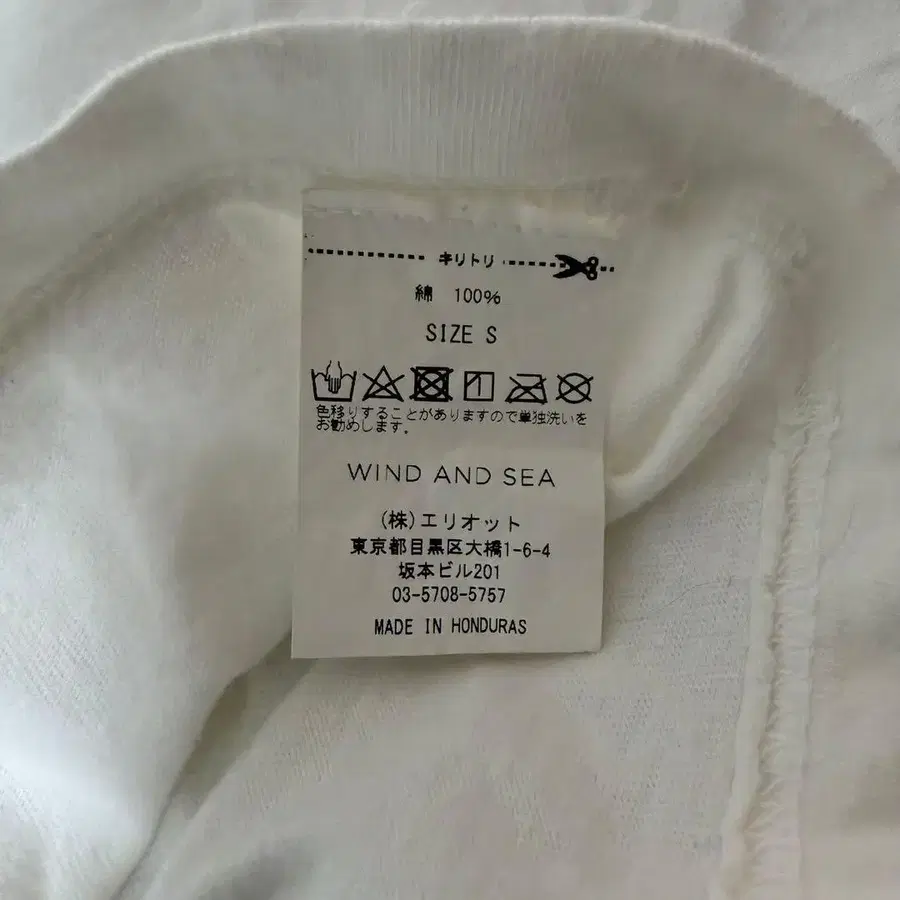 キリトリ
綿 100%
SIZE S
色移りすることがありますので単独洗いを
お勧めします。
WIND AND SEA
(株)エリオット
東京都目黒区大橋1-6-4
坂本ビル201
03-5708-5757
MADE IN HONDURAS